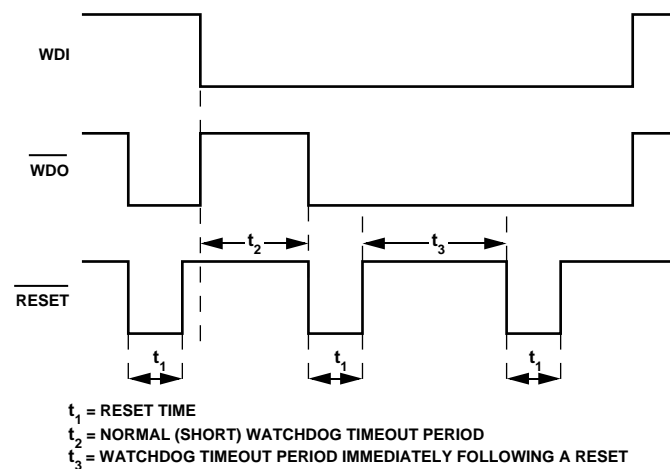 WDI
WDO
t2
t3
RESET
t1
t1
t1
t1 = RESET TIME
t2 = NORMAL (SHORT) WATCHDOG TIMEOUT PERIOD
t3 = WATCHDOG TIMEOUT PERIOD IMMEDIATELY FOLLOWING A RESET